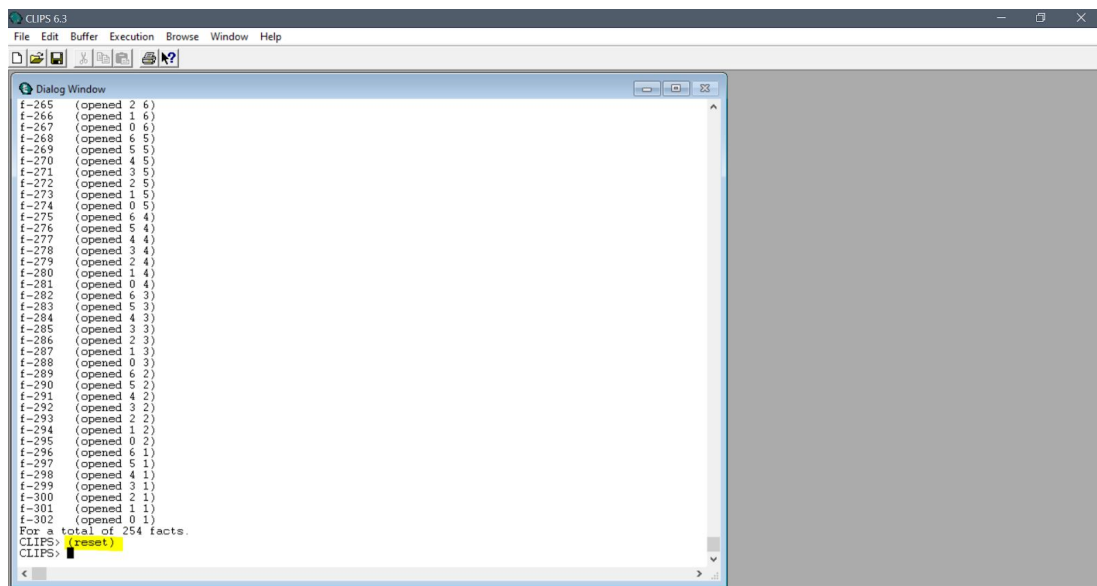 CLIPS 6.3
File Edit Buffer Execution Browse Window Help
Dialog Window
f-265 (opened 2 6)
f-266 (opened 1 6)
f-267 (opened 0 6)
f-268 (opened 6 5)
f-269 (opened 5 5)
f-270 (opened 4 5)
f-271 (opened 3 5)
f-272 (opened 2 5)
f-273 (opened 1 5)
f-274 (opened 0 5)
f-275 (opened 6 4)
f-276 (opened 5 4)
f-277 (opened 4 4)
f-278 (opened 3 4)
f-279 (opened 2 4)
f-280 (opened 1 4)
f-281 (opened 0 4)
f-282 (opened 6 3)
f-283 (opened 5 3)
f-284 (opened 4 3)
f-285 (opened 3 3)
f-286 (opened 2 3)
f-287 (opened 1 3)
f-288 (opened 0 3)
f-289 (opened 6 2)
f-290 (opened 5 2)
f-291 (opened 4 2)
f-292 (opened 3 2)
f-293 (opened 2 2)
f-294 (opened 1 2)
f-295 (opened 0 2)
f-296 (opened 6 1)
f-297 (opened 5 1)
f-298 (opened 4 1)
f-299 (opened 3 1)
f-300 (opened 2 1)
f-301 (opened 1 1)
f-302 (opened 0 1)
For a total of 254 facts.
CLIPS> (reset)
CLIPS>